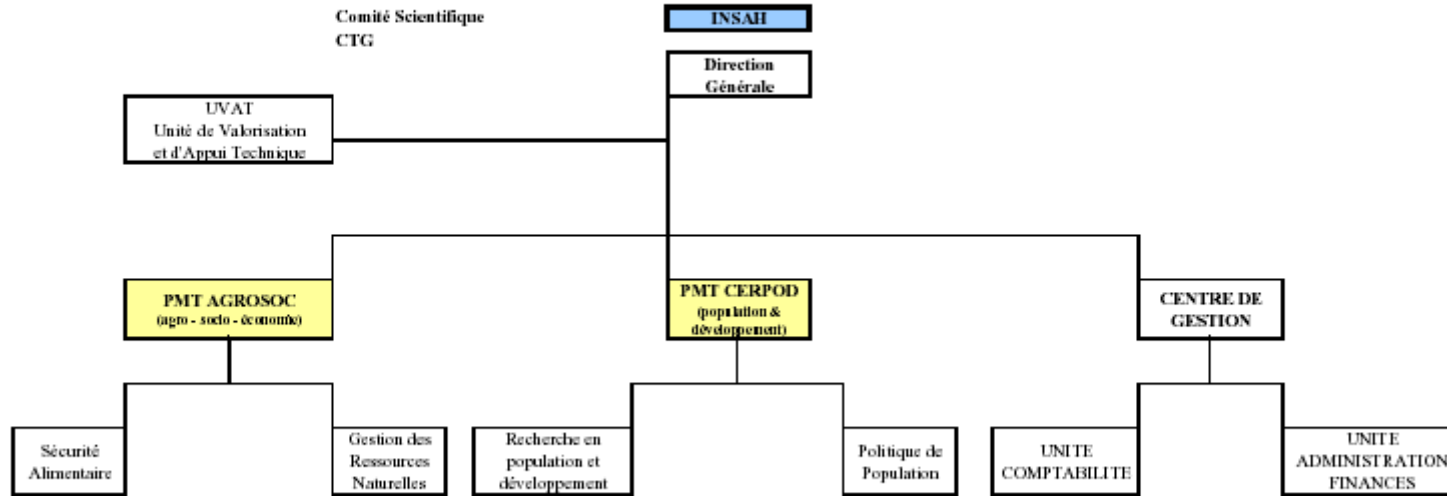 Comité Scientifique
CTG
INSAH
Direction
Générale
UVAT
Unité de Valorisation
et d'Appui Technique
PMT AGROSOC
(agro - socio - économie)
PMT CERPOD
(population &
développement)
CENTRE DE
GESTION
Sécurité
Alimentaire
Gestion des
Ressources
Naturelles
Recherche en
population et
développement
Politique de
Population
UNITE
COMPTABILITE
UNITE
ADMINISTRATION
FINANCES